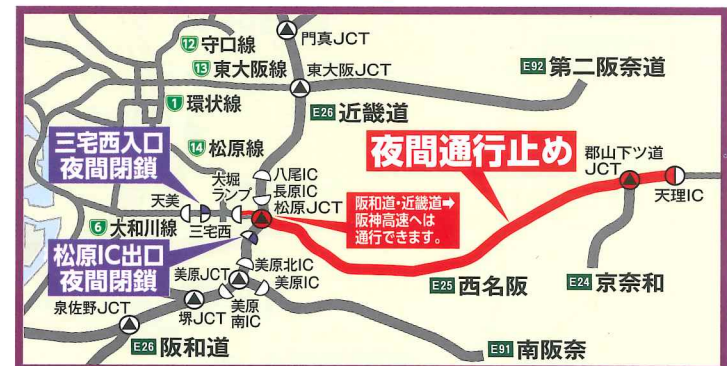 12 守口線
門真JCT
13 東大阪線
東大阪JCT
E92 第二阪奈道
1 環状線
E26 近畿道
三宅西入口
夜間閉鎖
14 松原線
夜間通行止め
郡山下ツ道
JCT
大堀
ランプ
八尾IC
長原IC
松原JCT
天美
三宅西
阪和道・近畿道➡
阪神高速へは
通行できます。
天理IC
6 大和川線
松原IC出口
夜間閉鎖
美原JCT
美原北IC
美原IC
E25 西名阪
E24 京奈和
泉佐野JCT
堺JCT
美原
南IC
E26 阪和道
E91 南阪奈